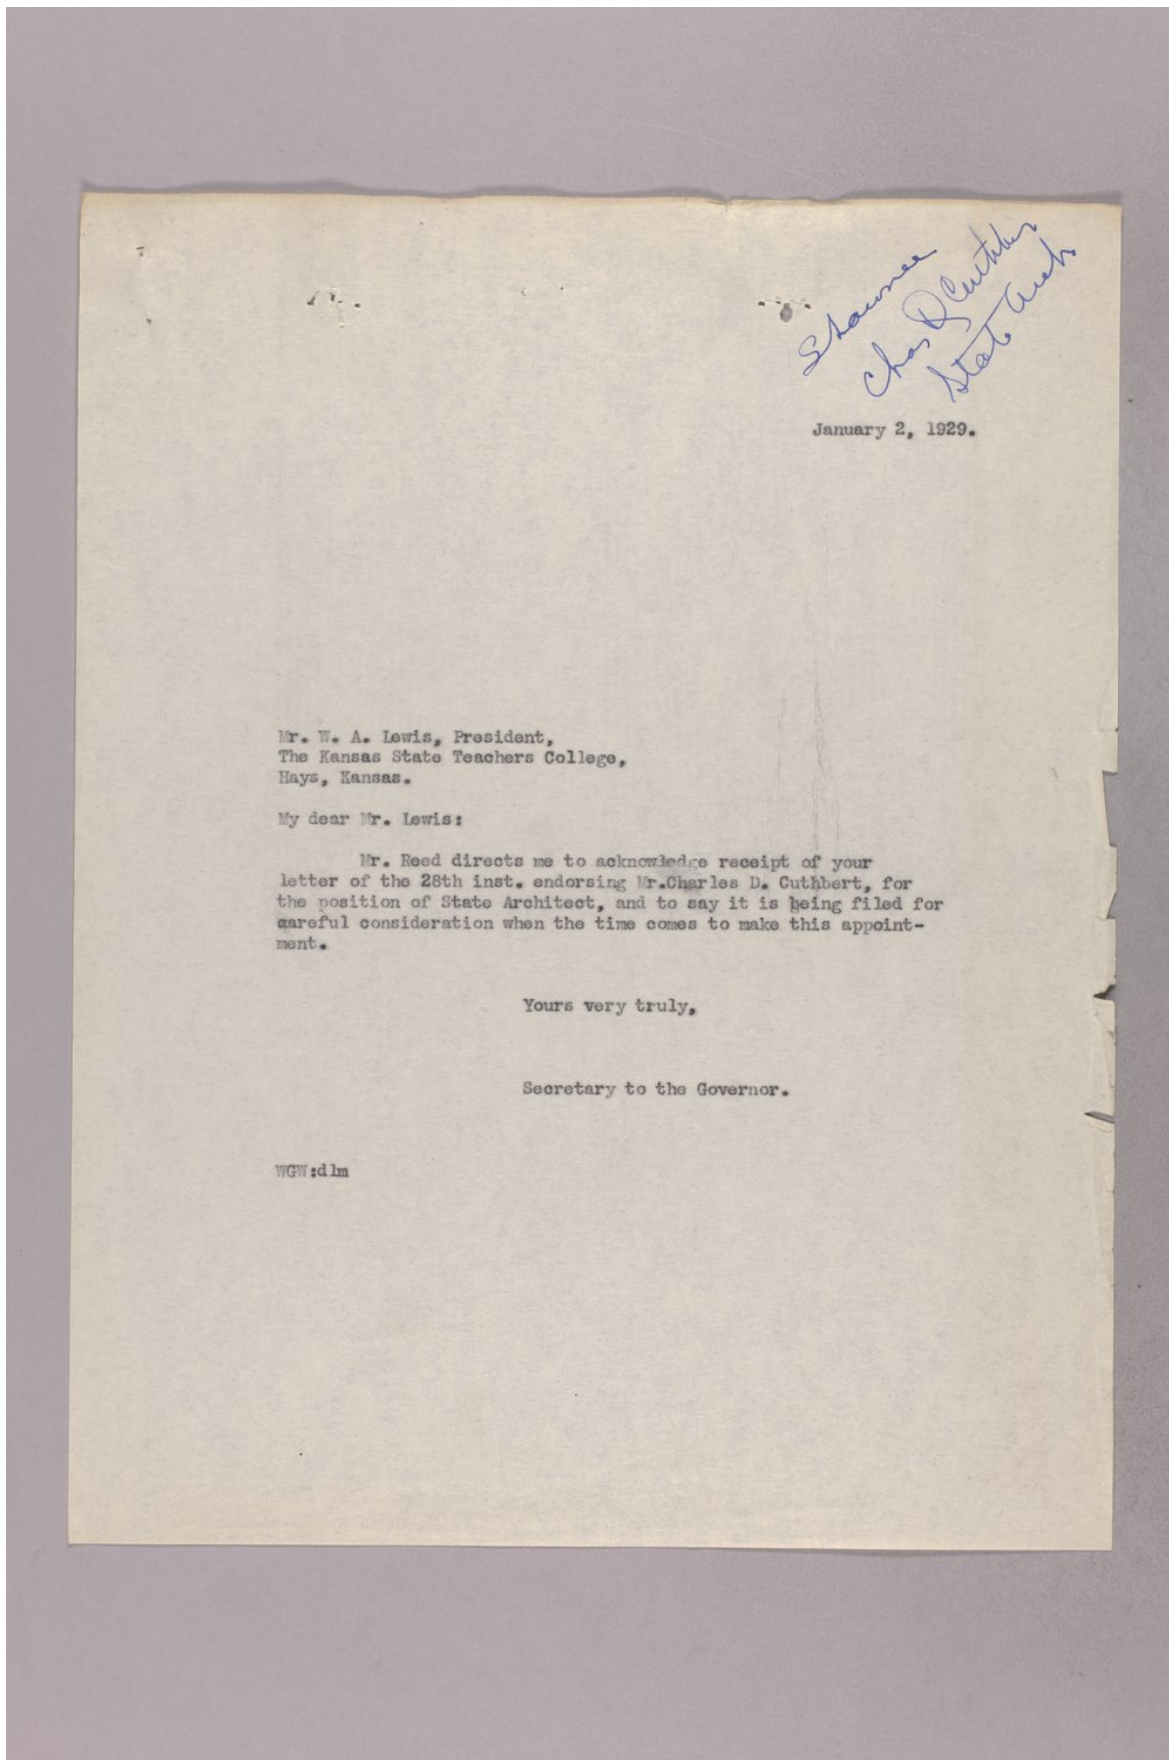 Shawnee
Chas D Cuthber
State Arch
January 2, 1929.
Mr. W. A. Lewis, President,
The Kansas State Teachers College,
Hays, Kansas.
My dear Mr. Lewis:
Mr. Reed directs me to acknowledge receipt of your
letter of the 28th inst. endorsing Mr.Charles D. Cuthbert, for
the position of State Architect, and to say it is being filed for
careful consideration when the time comes to make this appoint-
ment.
Yours very truly,
Secretary to the Governor.
WGW:dlm